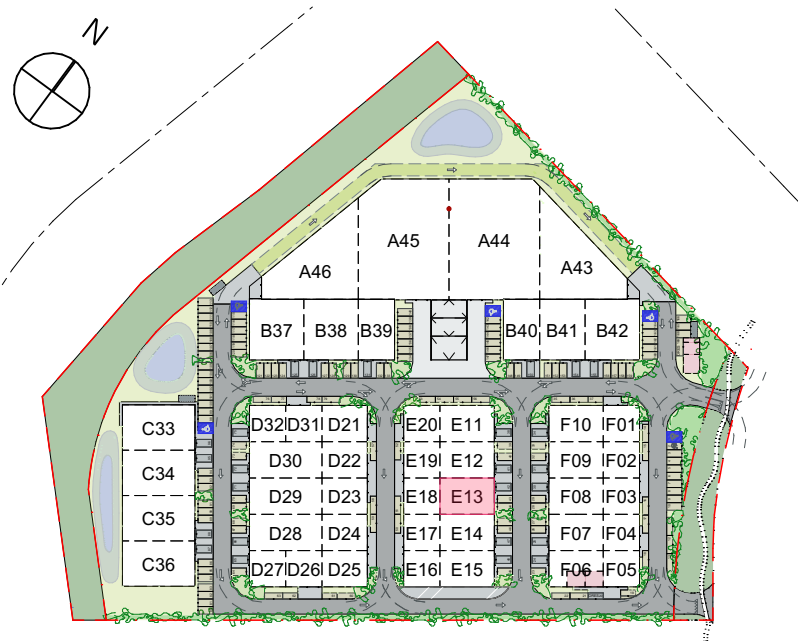 N
A45 A44
A46 A43
B37 B38 B39 B40 B41 B42
C33 D32 D31 D21 E20 E11 F10 F01
C34 D30 D22 E19 E12 F09 F02
D29 D23 E18 E13 F08 F03
C35 D28 D24 E17 E14 F07 F04
C36 D27 D26 D25 E16 E15 F06 F05